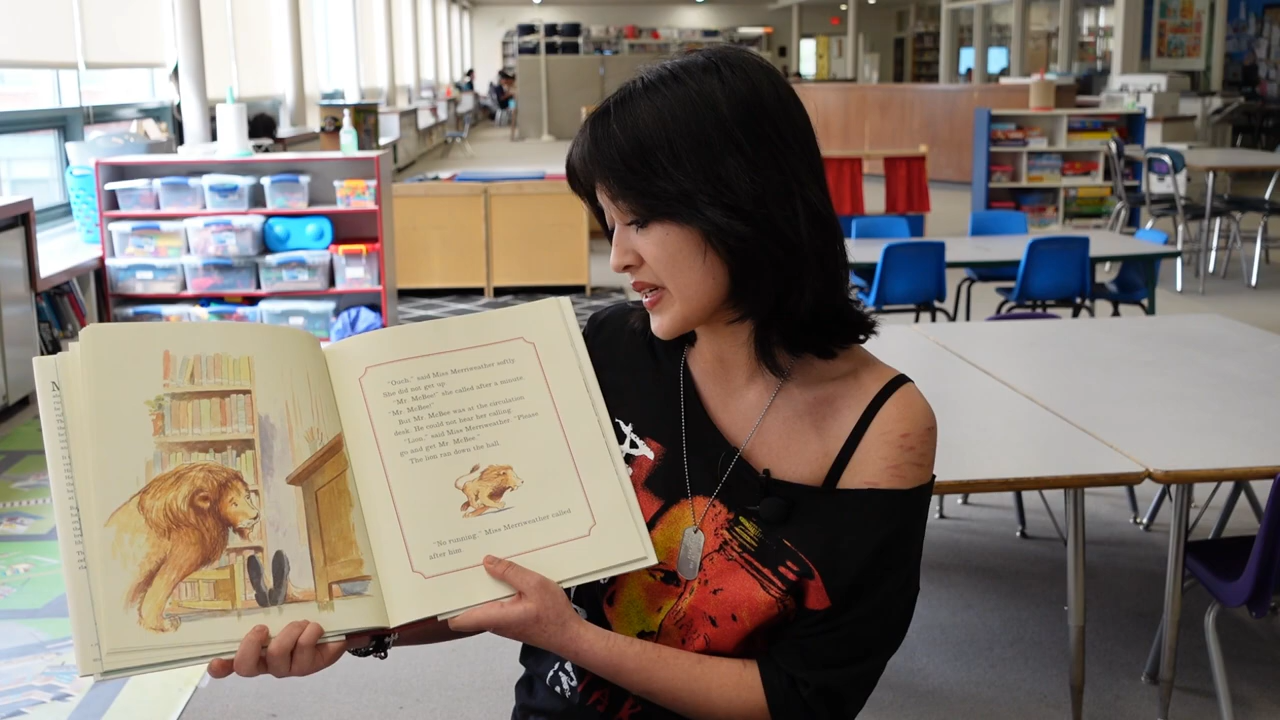 "Ouch," said Miss Merriweather softly.
She did not get up.
"Mr. McBee!" she called after a minute.
"Mr. McBee!"
But Mr. McBee was at the circulation
desk. He could not hear her calling.
"Lion," said Miss Merriweather. "Please
go and get Mr. McBee."
The lion ran down the hall.
"No running," Miss Merriweather called
after him.